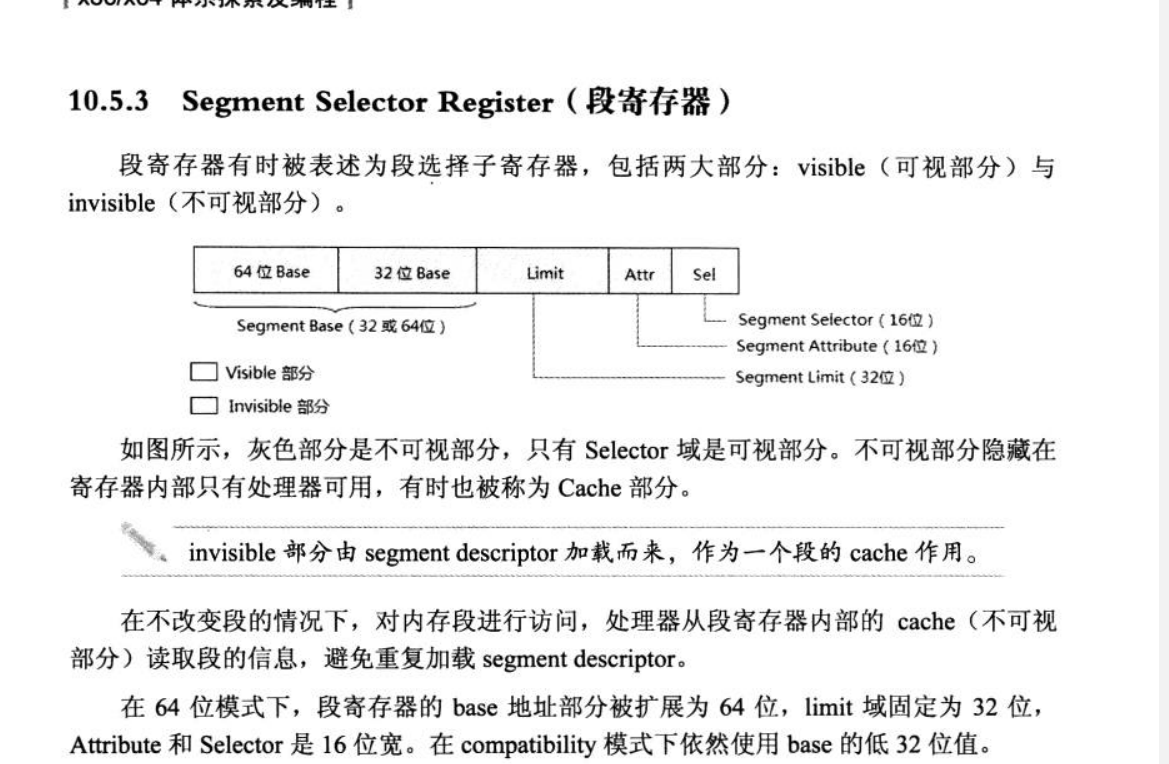 x86/x64 体系探索及编程
10.5.3 Segment Selector Register（段寄存器）
段寄存器有时被表述为段选择子寄存器，包括两大部分：visible（可视部分）与
invisible（不可视部分）。
64 位 Base 32 位 Base Limit Attr Sel
Segment Base（32 或 64位）
Segment Selector（16位）
Segment Attribute（16位）
Segment Limit（32位）
Visible 部分
Invisible 部分
如图所示，灰色部分是不可视部分，只有 Selector 域是可视部分。不可视部分隐藏在
寄存器内部只有处理器可用，有时也被称为 Cache 部分。
invisible 部分由 segment descriptor 加载而来，作为一个段的 cache 作用。
在不改变段的情况下，对内存段进行访问，处理器从段寄存器内部的 cache（不可视
部分）读取段的信息，避免重复加载 segment descriptor。
在 64 位模式下，段寄存器的 base 地址部分被扩展为 64 位，limit 域固定为 32 位，
Attribute 和 Selector 是 16 位宽。在 compatibility 模式下依然使用 base 的低 32 位值。